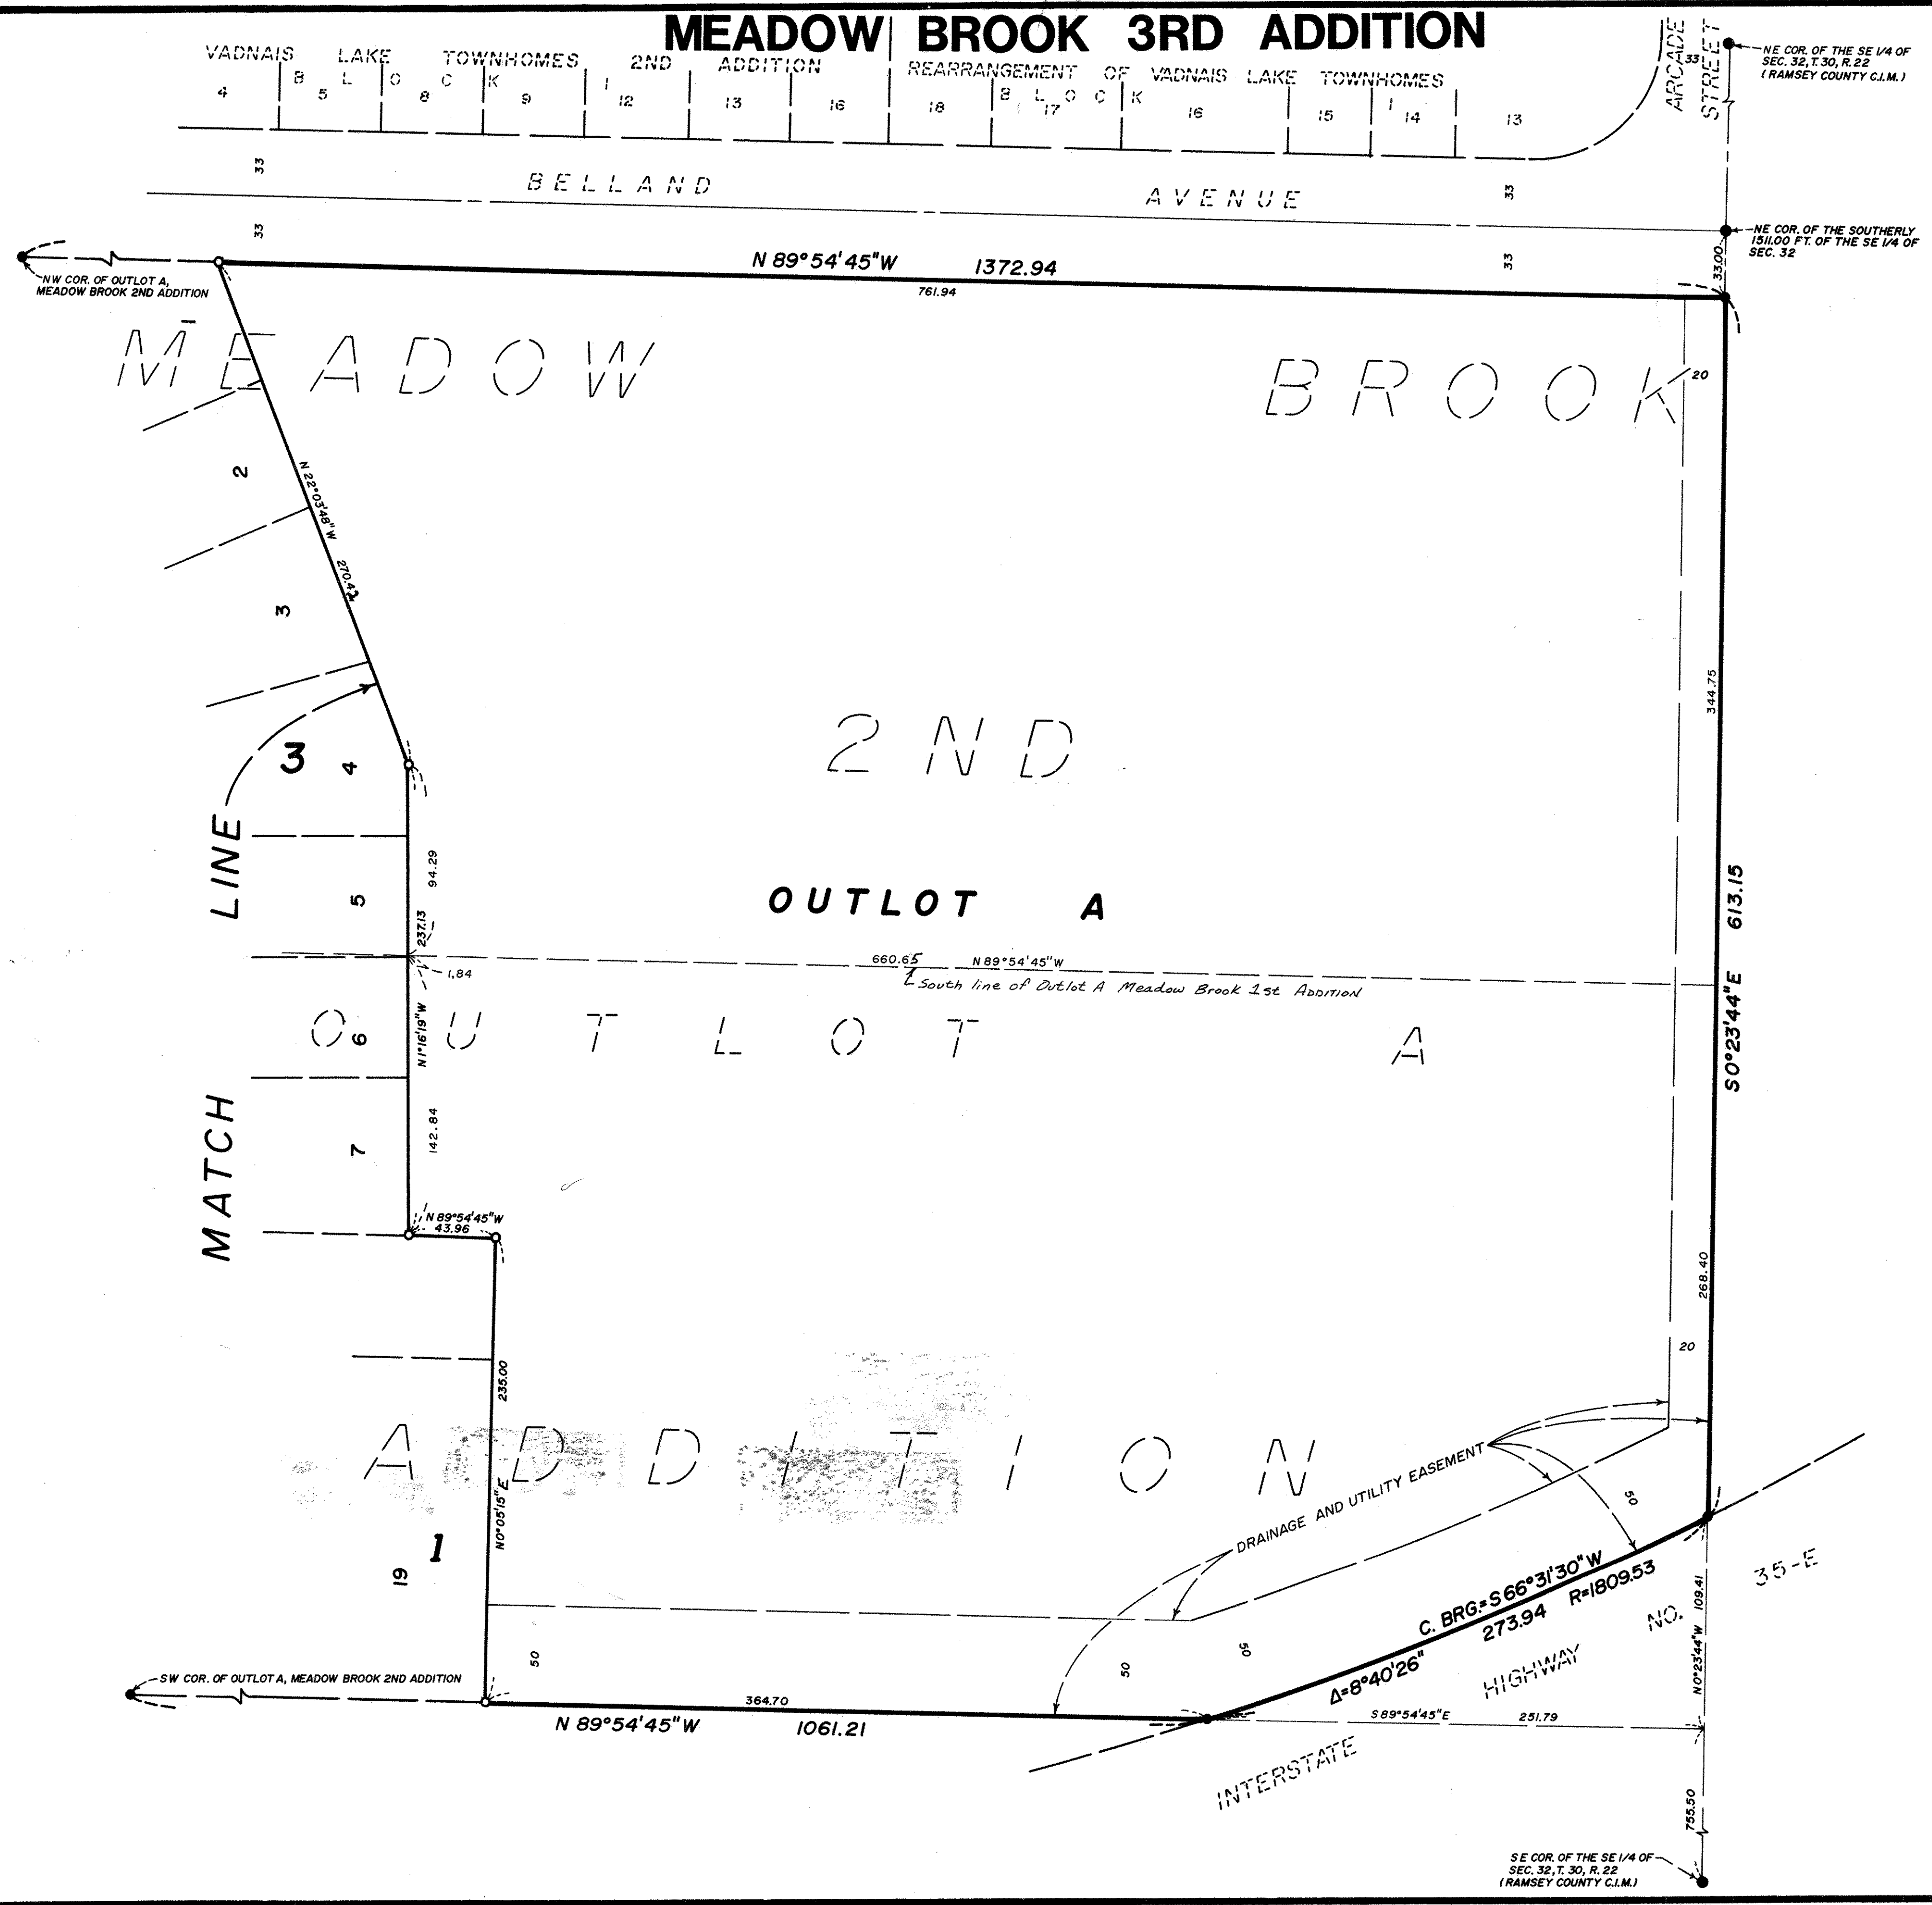 MEADOW BROOK 3RD ADDITION
VADNAIS LAKE TOWNHOMES 2ND ADDITION
REARRANGEMENT OF VADNAIS LAKE TOWNHOMES
BLOCK 1
BLOCK 1
4 5 8 9 12 13 16 18 17 16 15 14 13
ARCADE
STREET
33
NE COR. OF THE SE 1/4 OF
SEC. 32, T. 30, R. 22
(RAMSEY COUNTY C.I.M.)
33
33
BELLAND AVENUE
33
33
NE COR. OF THE SOUTHERLY
1511.00 FT. OF THE SE 1/4 OF
SEC. 32
33.00
NW COR. OF OUTLOT A,
MEADOW BROOK 2ND ADDITION
N 89°54'45"W 1372.94
761.94
MEADOW BROOK
20
2
N 22°03'48"W 270.42
3
344.75
2ND
3
4
MATCH LINE
94.29
5
237.13
OUTLOT A
S0°23'44"E 613.15
660.65 N 89°54'45"W
South line of Outlot A Meadow Brook 1st Addition
1.84
N1°16'19"W
6
OUTLOT A
142.84
7
N 89°54'45"W
43.96
268.40
20
235.00
ADDITION
N0°05'15"E
1
19
DRAINAGE AND UTILITY EASEMENT
50
C. BRG.=S 66°31'30"W
273.94 R=1809.53
Δ=8°40'26"
35-E
NO.
HIGHWAY
INTERSTATE
N0°23'44"W 109.41
50
50
50
SW COR. OF OUTLOT A, MEADOW BROOK 2ND ADDITION
364.70
N 89°54'45"W 1061.21
S89°54'45"E 251.79
755.50
SE COR. OF THE SE 1/4 OF
SEC. 32, T. 30, R. 22
(RAMSEY COUNTY C.I.M.)